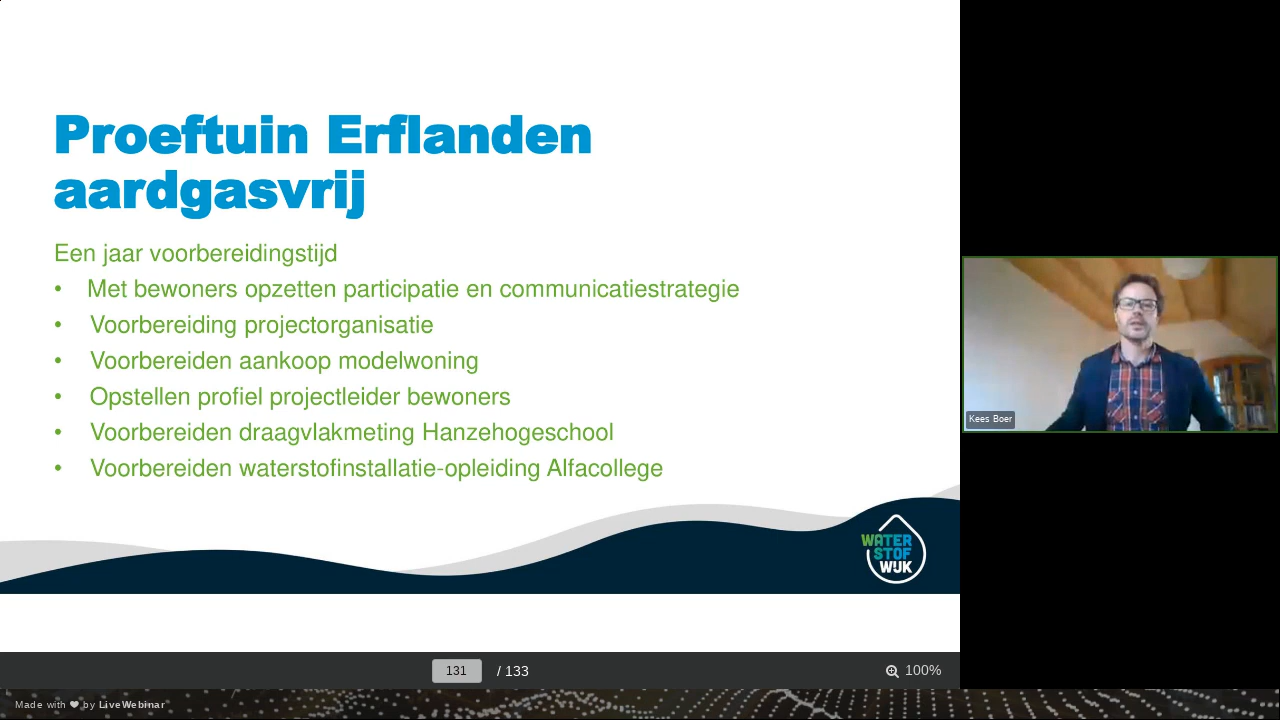 Proeftuin Erflanden
aardgasvrij
Een jaar voorbereidingstijd
• Met bewoners opzetten participatie en communicatiestrategie
• Voorbereiding projectorganisatie
• Voorbereiden aankoop modelwoning
• Opstellen profiel projectleider bewoners
• Voorbereiden draagvlakmeting Hanzehogeschool
• Voorbereiden waterstofinstallatie-opleiding Alfacollege
WATER
STOF
WIJK
Kees Boer
131 / 133
100%
Made with ♥ by LiveWebinar